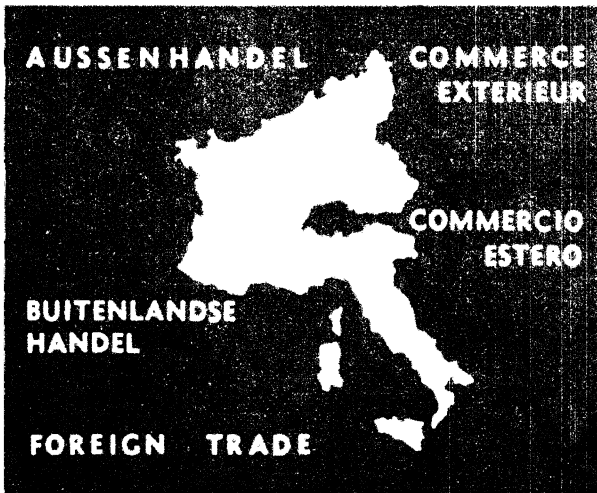 AUSSENHANDEL
COMMERCE
EXTERIEUR
COMMERCIO
ESTERO
BUITENLANDSE
HANDEL
FOREIGN TRADE